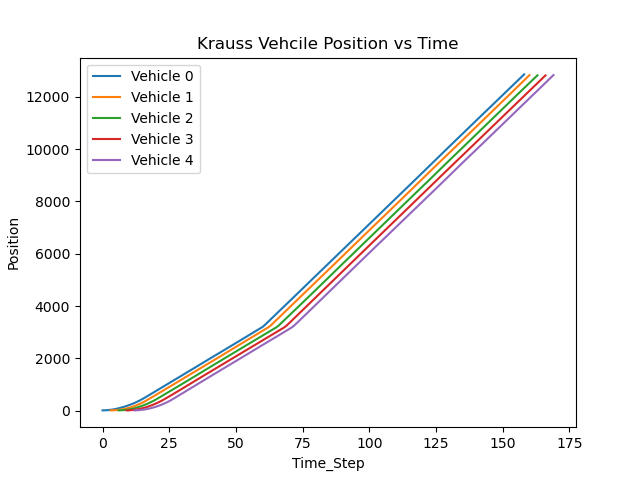 Krauss Vehcile Position vs Time
Vehicle 0
Vehicle 1
Vehicle 2
Vehicle 3
Vehicle 4
12000
10000
8000
6000
4000
2000
0
Position
0 25 50 75 100 125 150 175
Time_Step